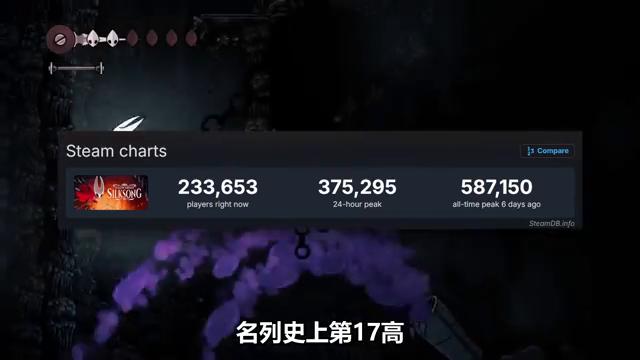 Steam charts
Compare
SILKSONG
233,653
players right now
375,295
24-hour peak
587,150
all-time peak 6 days ago
SteamDB.info
名列史上第17高